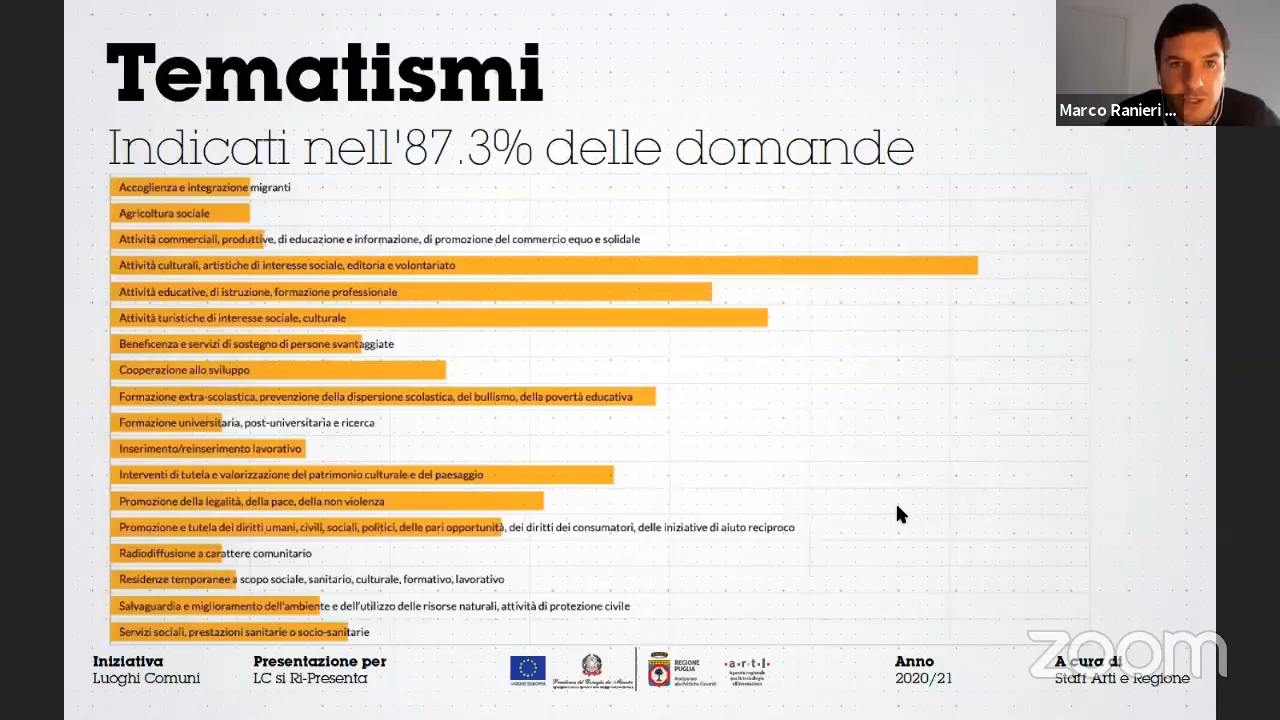 Tematismi
Marco Ranieri ...
Indicati nell'87.3% delle domande
Accoglienza e integrazione migranti
Agricoltura sociale
Attività commerciali, produttive, di educazione e informazione, di promozione del commercio equo e solidale
Attività culturali, artistiche di interesse sociale, editoria e volontariato
Attività educative, di istruzione, formazione professionale
Attività turistiche di interesse sociale, culturale
Beneficenza e servizi di sostegno di persone svantaggiate
Cooperazione allo sviluppo
Formazione extra-scolastica, prevenzione della dispersione scolastica, del bullismo, della povertà educativa
Formazione universitaria, post-universitaria e ricerca
Inserimento/reinserimento lavorativo
Interventi di tutela e valorizzazione del patrimonio culturale e del paesaggio
Promozione della legalità, della pace, della non violenza
Promozione e tutela dei diritti umani, civili, sociali, politici, delle pari opportunità, dei diritti dei consumatori, delle iniziative di aiuto reciproco
Radiodiffusione a carattere comunitario
Residenze temporanee a scopo sociale, sanitario, culturale, formativo, lavorativo
Salvaguardia e miglioramento dell'ambiente e dell'utilizzo delle risorse naturali, attività di protezione civile
Servizi sociali, prestazioni sanitarie o socio-sanitarie
Iniziativa
Luoghi Comuni
Presentazione per
LC si Ri-Presenta
UNIONE EUROPEA
REGIONE
PUGLIA
arti
Anno
2020/21
A cura di
Staff Arti e Regione
zoom